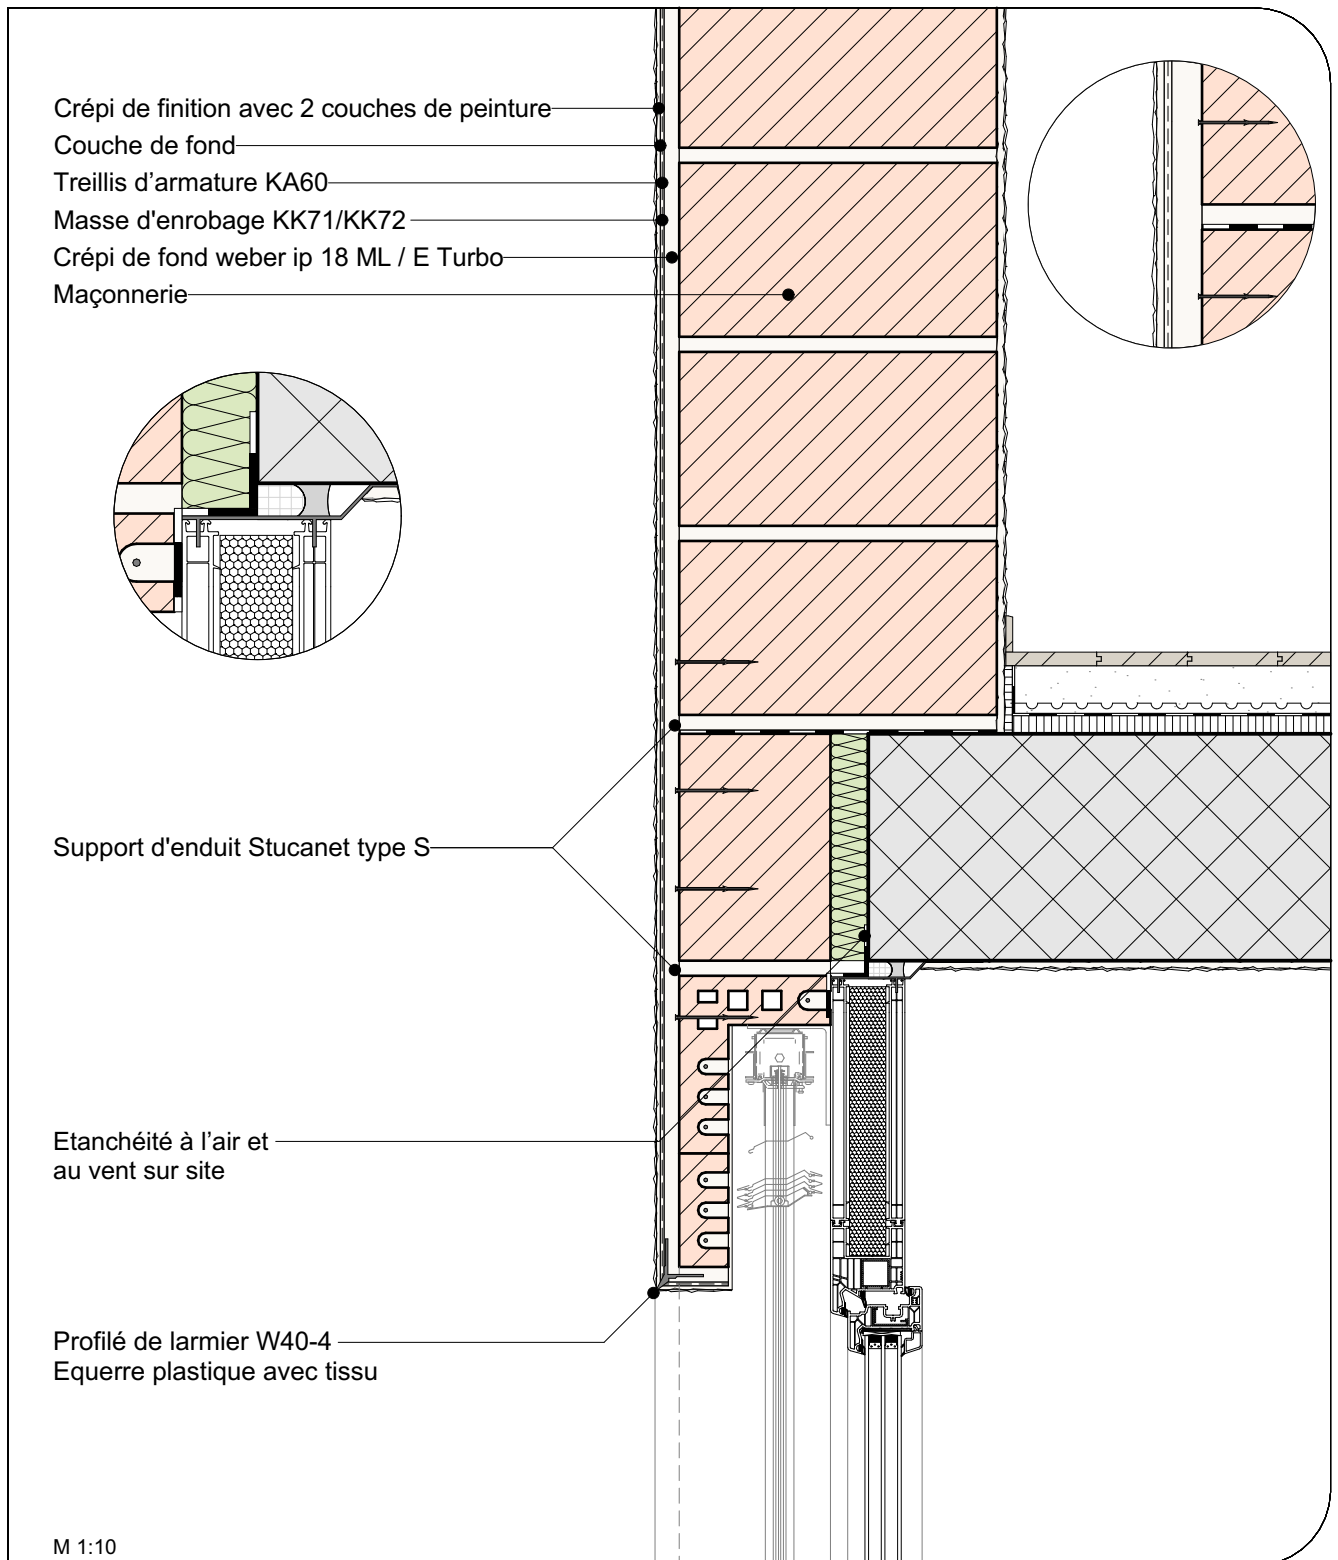 Crépi de finition avec 2 couches de peinture
Couche de fond
Treillis d’armature KA60
Masse d'enrobage KK71/KK72
Crépi de fond weber ip 18 ML / E Turbo
Maçonnerie
Support d'enduit Stucanet type S
Etanchéité à l’air et
au vent sur site
Profilé de larmier W40-4
Equerre plastique avec tissu
M 1:10